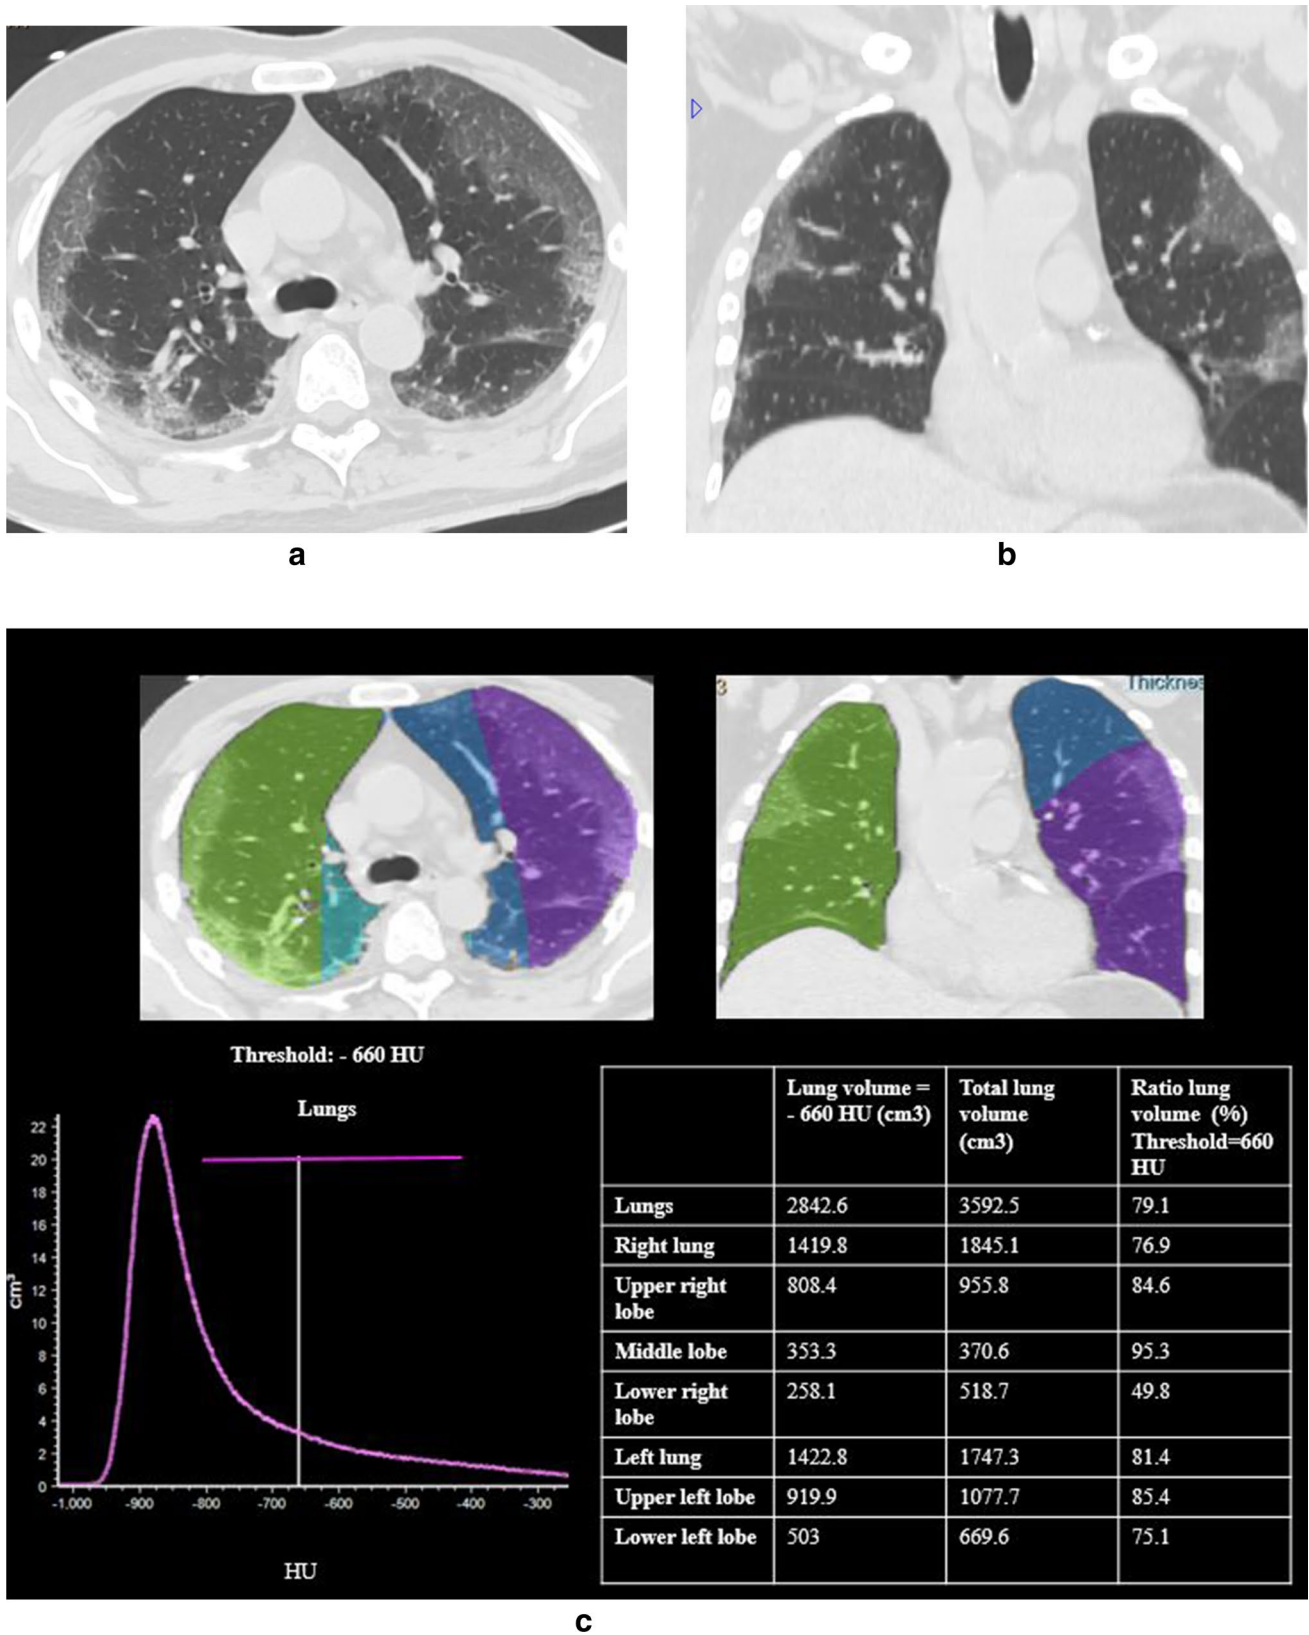 a
b
3
Thicknes
Threshold: - 660 HU
Lungs
22
20
18
16
14
12
10
8
6
4
2
0
cm³
-1.000 -900 -800 -700 -600 -500 -400 -300
HU
Lung volume = - 660 HU (cm3) Total lung volume (cm3) Ratio lung volume (%) Threshold=660 HU
Lungs 2842.6 3592.5 79.1
Right lung 1419.8 1845.1 76.9
Upper right lobe 808.4 955.8 84.6
Middle lobe 353.3 370.6 95.3
Lower right lobe 258.1 518.7 49.8
Left lung 1422.8 1747.3 81.4
Upper left lobe 919.9 1077.7 85.4
Lower left lobe 503 669.6 75.1
c